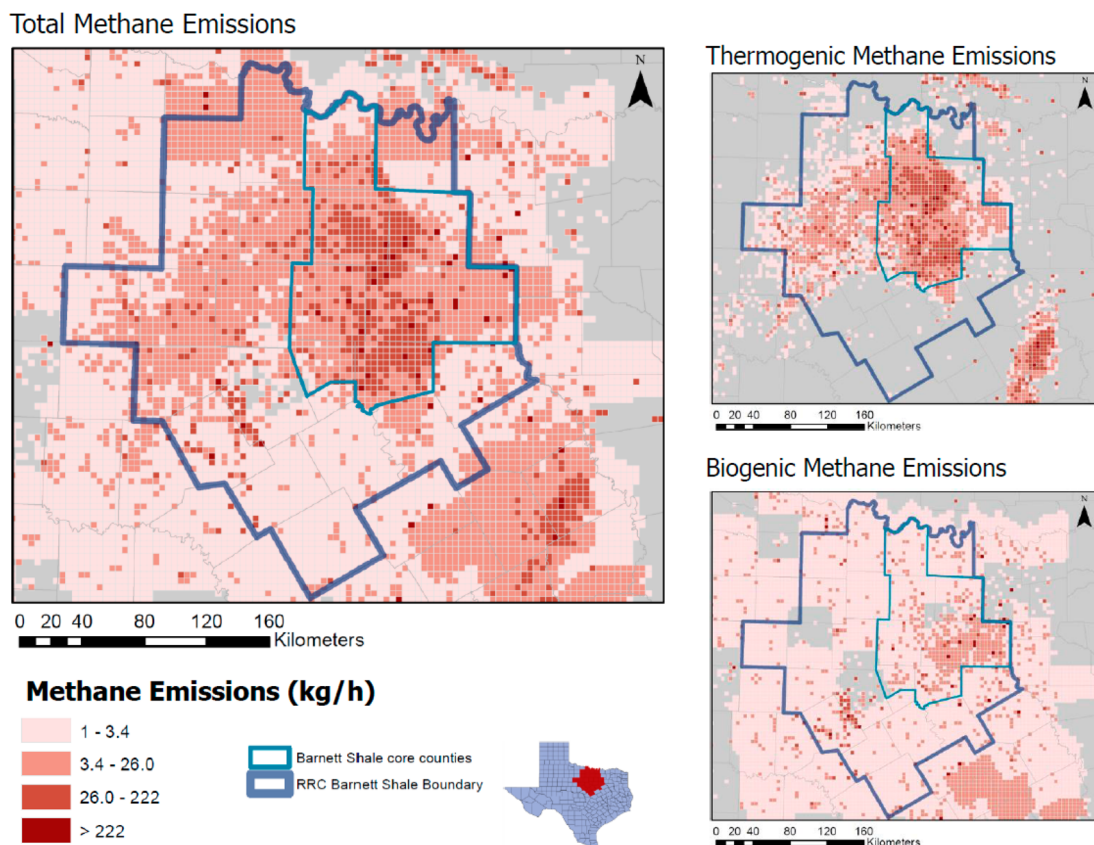 Total Methane Emissions
N
0 20 40 80 120 160
Kilometers
Thermogenic Methane Emissions
N
0 20 40 80 120 160
Kilometers
Biogenic Methane Emissions
N
0 20 40 80 120 160
Kilometers
Methane Emissions (kg/h)
1 - 3.4
3.4 - 26.0
26.0 - 222
> 222
Barnett Shale core counties
RRC Barnett Shale Boundary